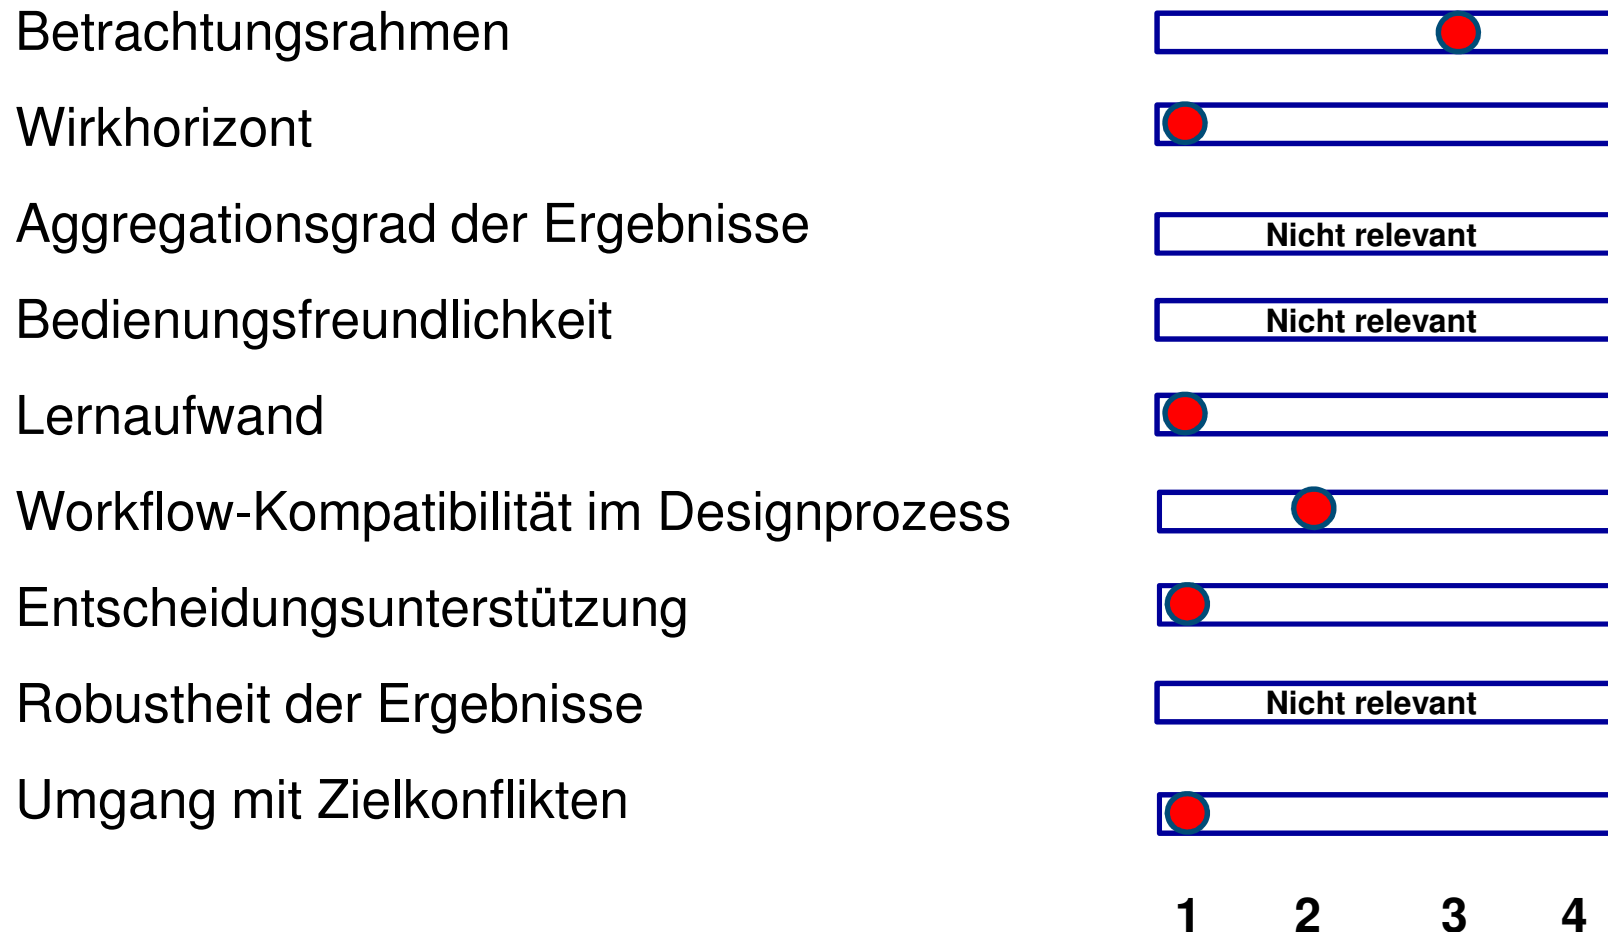 Betrachtungsrahmen
Wirkhorizont
Aggregationsgrad der Ergebnisse Nicht relevant
Bedienungsfreundlichkeit Nicht relevant
Lernaufwand
Workflow-Kompatibilität im Designprozess
Entscheidungsunterstützung
Robustheit der Ergebnisse Nicht relevant
Umgang mit Zielkonflikten
1 2 3 4